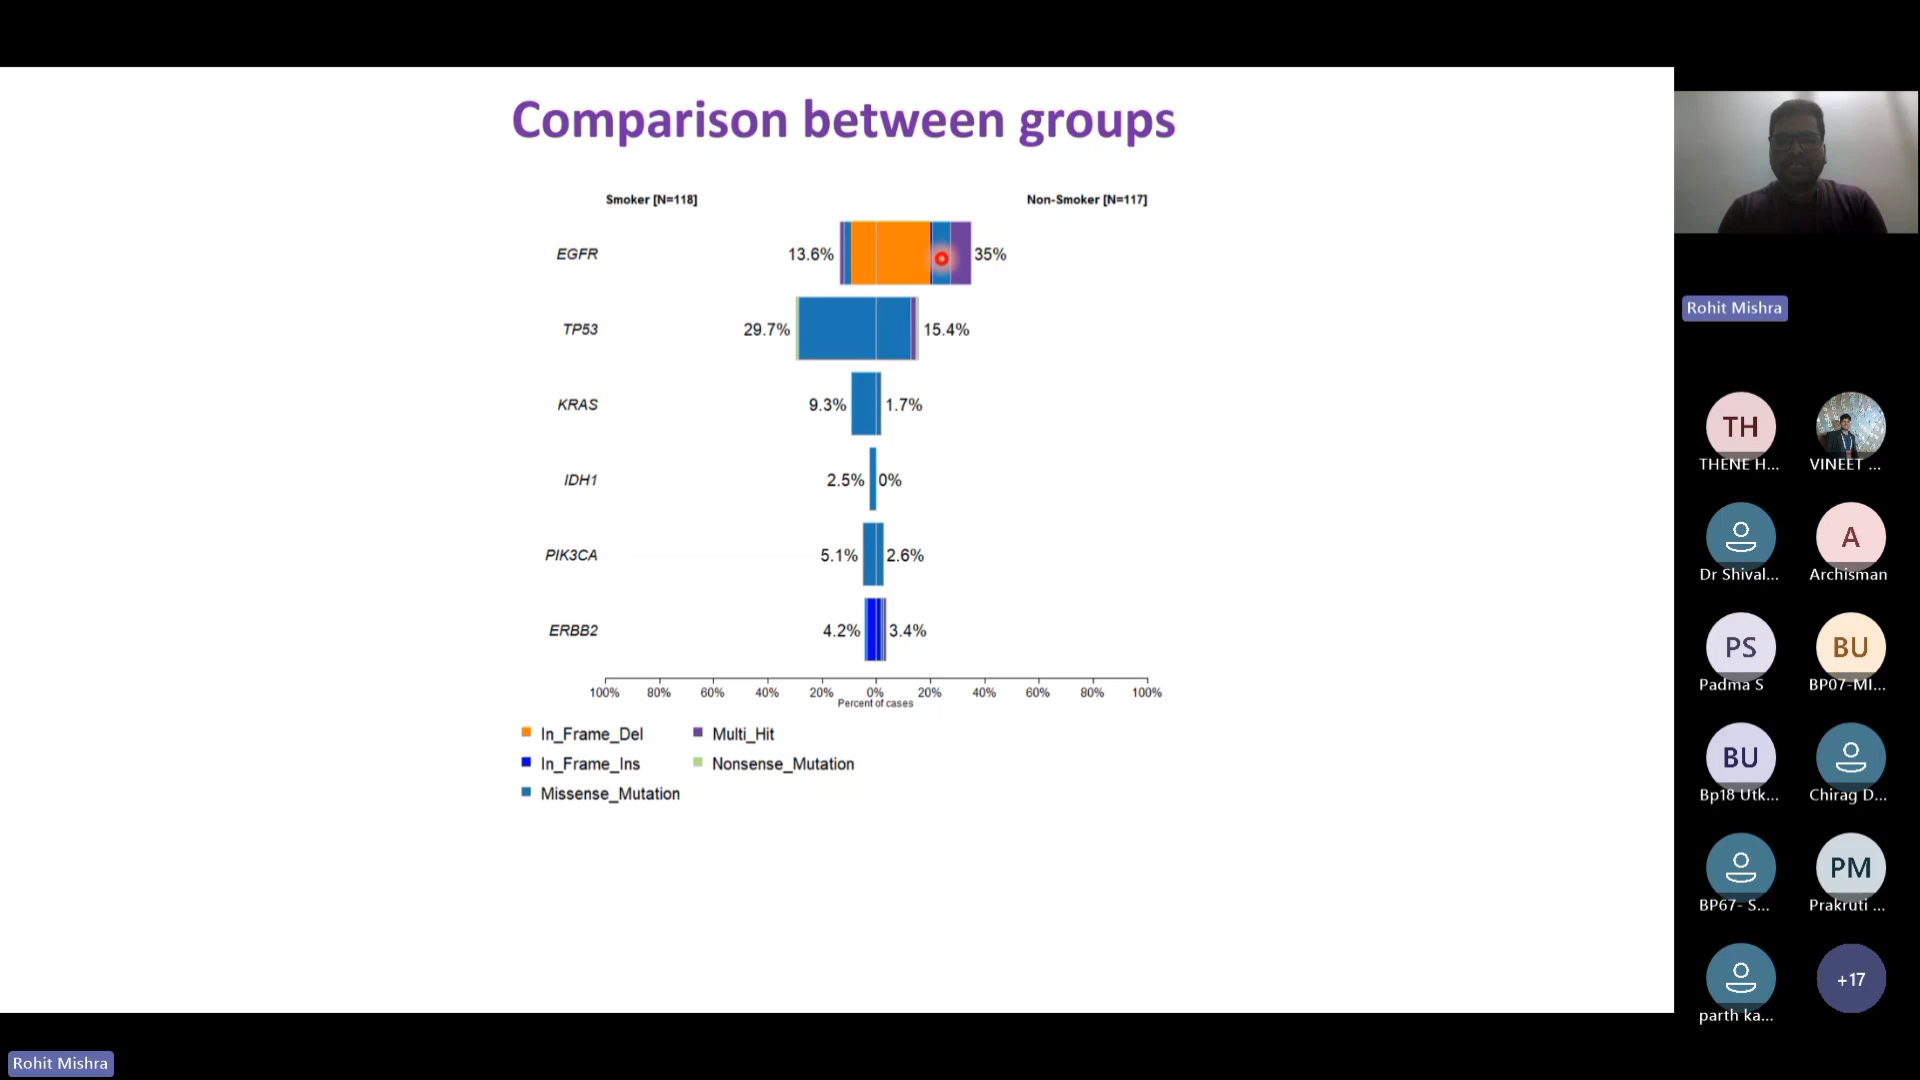 Comparison between groups
Smoker [N=118]
Non-Smoker [N=117]
EGFR 13.6% 35%
TP53 29.7% 15.4%
KRAS 9.3% 1.7%
IDH1 2.5% 0%
PIK3CA 5.1% 2.6%
ERBB2 4.2% 3.4%
100% 80% 60% 40% 20% 0% 20% 40% 60% 80% 100%
Percent of cases
In_Frame_Del
In_Frame_Ins
Missense_Mutation
Multi_Hit
Nonsense_Mutation
Rohit Mishra
TH
THENE H...
VINEET ...
Dr Shival...
A
Archisman
PS
Padma S
BU
BP07-MI...
BU
Bp18 Utk...
Chirag D...
BP67- S...
PM
Prakruti ...
parth ka...
+17
Rohit Mishra